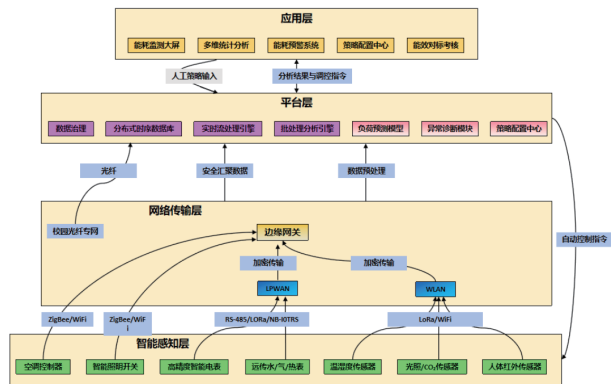 应用层
能耗监测大屏 多维统计分析 能耗预警系统 策略配置中心 能效对标考核
人工策略输入 分析结果与调控指令
平台层
数据治理 分布式时序数据库 实时流处理引擎 批处理分析引擎 负荷预测模型 异常诊断模块 策略配置中心
光纤 安全汇聚数据 数据预处理
网络传输层
校园光纤专网 边缘网关 自动控制指令
加密传输 加密传输
LPWAN WLAN
ZigBee/WiFi ZigBee/WiF
i
RS-485/LORa/NB-I0TRS LoRa/WiFi
智能感知层
空调控制器 智能照明开关 高精度智能电表 远传水/气/热表 温湿度传感器 光照/CO₂传感器 人体红外传感器